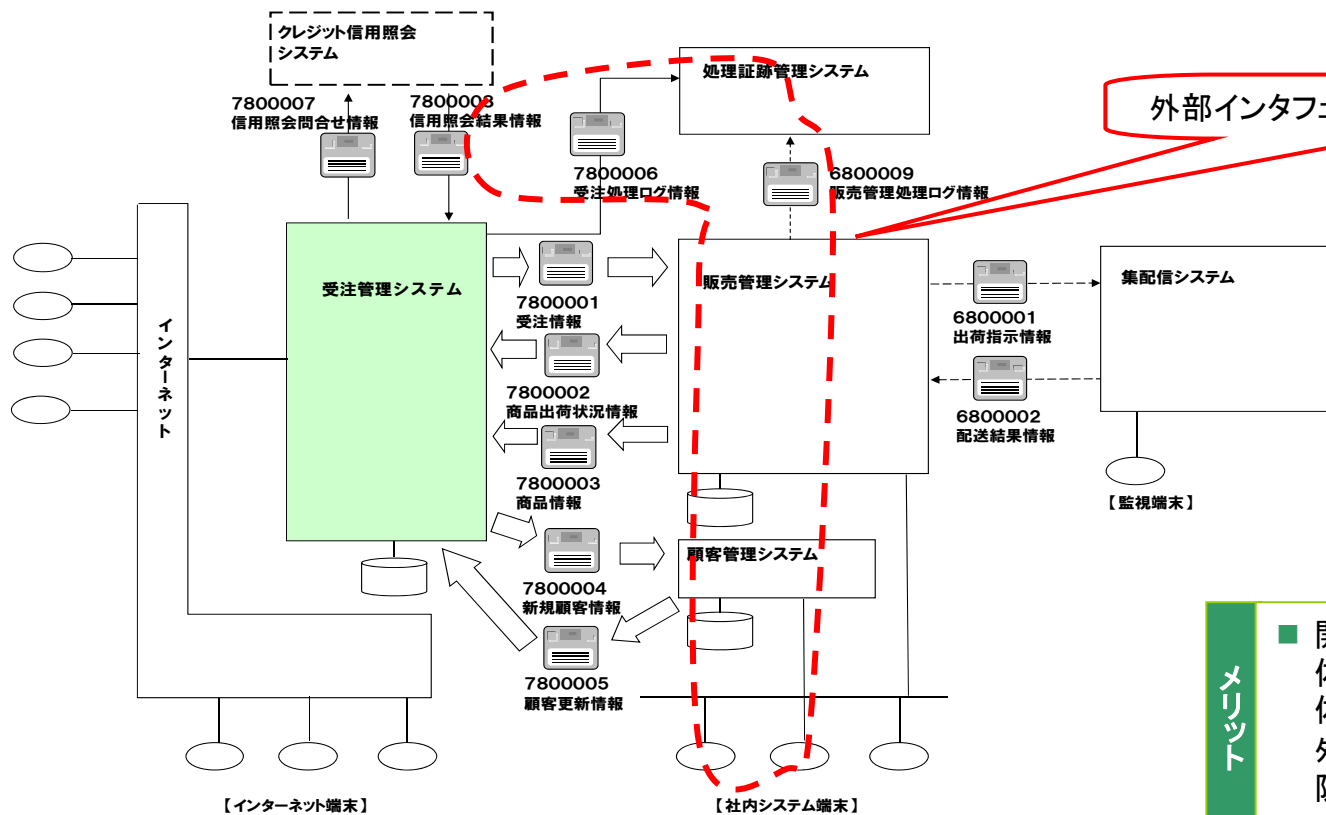 クレジット信用照会
システム
処理証跡管理システム
外部インタフェ
7800007
信用照会問合せ情報
7800008
信用照会結果情報
7800006
受注処理ログ情報
6800009
販売管理処理ログ情報
インターネット
受注管理システム
7800001
受注情報
販売管理システム
6800001
出荷指示情報
集配信システム
7800002
商品出荷状況情報
6800002
配送結果情報
7800003
商品情報
【監視端末】
顧客管理システム
7800004
新規顧客情報
7800005
顧客更新情報
メリット
【インターネット端末】
【社内システム端末】